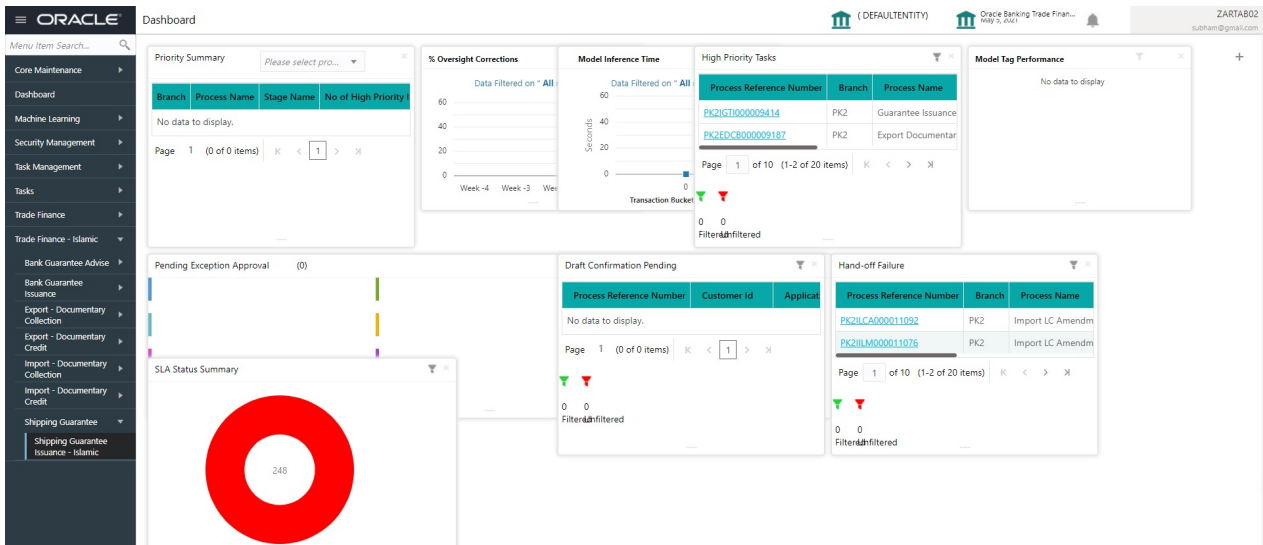 ORACLE
Dashboard
( DEFAULTENTITY)
Oracle Banking Trade Finan...
May 5, 2021
ZARTAB02
subham@gmail.com
Menu Item Search...
Core Maintenance
Dashboard
Machine Learning
Security Management
Task Management
Tasks
Trade Finance
Trade Finance - Islamic
Bank Guarantee Advise
Bank Guarantee
Issuance
Export - Documentary
Collection
Export - Documentary
Credit
Import - Documentary
Collection
Import - Documentary
Credit
Shipping Guarantee
Shipping Guarantee
Issuance - Islamic
Priority Summary
Please select pro...
Branch Process Name Stage Name No of High Priority I
No data to display.
Page 1 (0 of 0 items) 1
% Oversight Corrections
Data Filtered on " All
60
40
20
0
Week -4 Week -3 Wee
Model Inference Time
Data Filtered on " All
60
40
20
0
Seconds
0
Transaction Bucket
High Priority Tasks
Process Reference Number Branch Process Name
PK2IGTI000009414 PK2 Guarantee Issuance
PK2EDCB000009187 PK2 Export Documentar
Page 1 of 10 (1-2 of 20 items)
0 0
Filtered Unfiltered
Model Tag Performance
No data to display
Pending Exception Approval (0)
SLA Status Summary
248
Draft Confirmation Pending
Process Reference Number Customer Id Applicat
No data to display.
Page 1 (0 of 0 items) 1
0 0
Filtered Unfiltered
Hand-off Failure
Process Reference Number Branch Process Name
PK2ILCA000011092 PK2 Import LC Amendm
PK2IILM000011076 PK2 Import LC Amendm
Page 1 of 10 (1-2 of 20 items)
0 0
Filtered Unfiltered